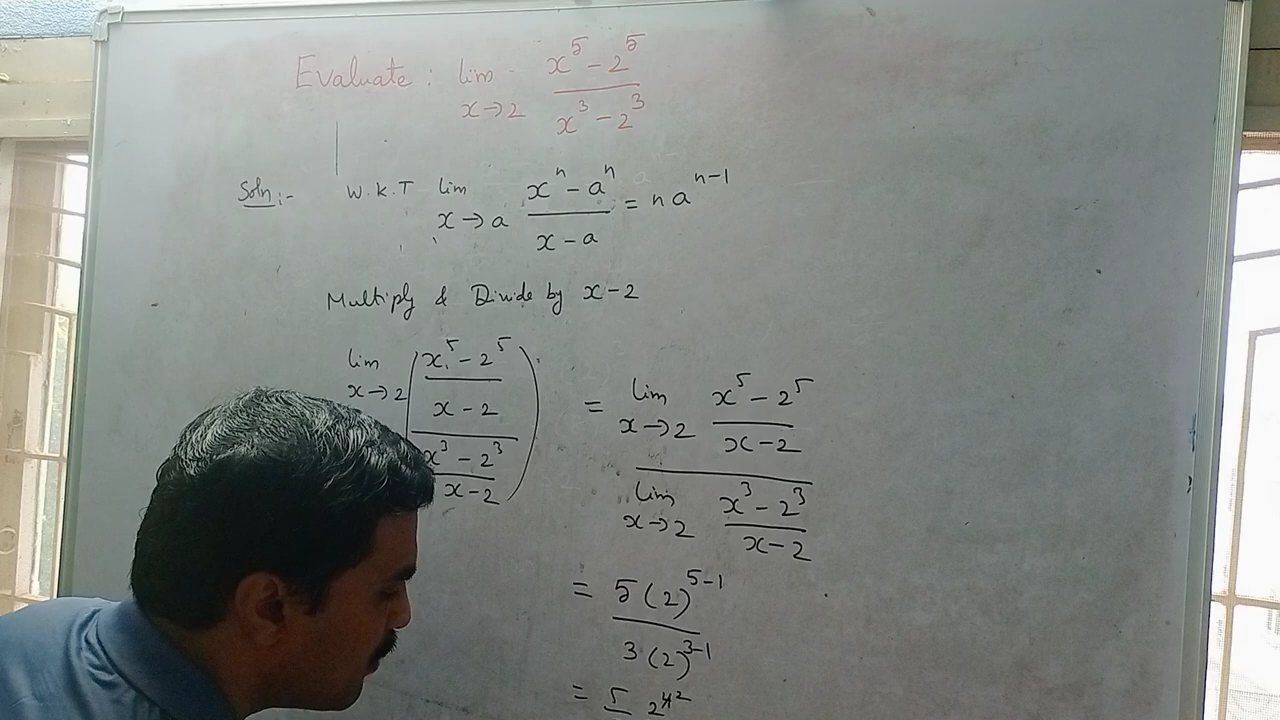 Evaluate : lim x→2 (x^5 - 2^5)/(x^3 - 2^3)
Soln:- W.K.T lim x→a (x^n - a^n)/(x - a) = n a^(n-1)
Multiply & Divide by x-2
lim x→2 ( ((x^5 - 2^5)/(x - 2)) / ((x^3 - 2^3)/(x - 2)) ) = (lim x→2 (x^5 - 2^5)/(x - 2)) / (lim x→2 (x^3 - 2^3)/(x - 2))
= 5(2)^(5-1) / 3(2)^(3-1)
= 5